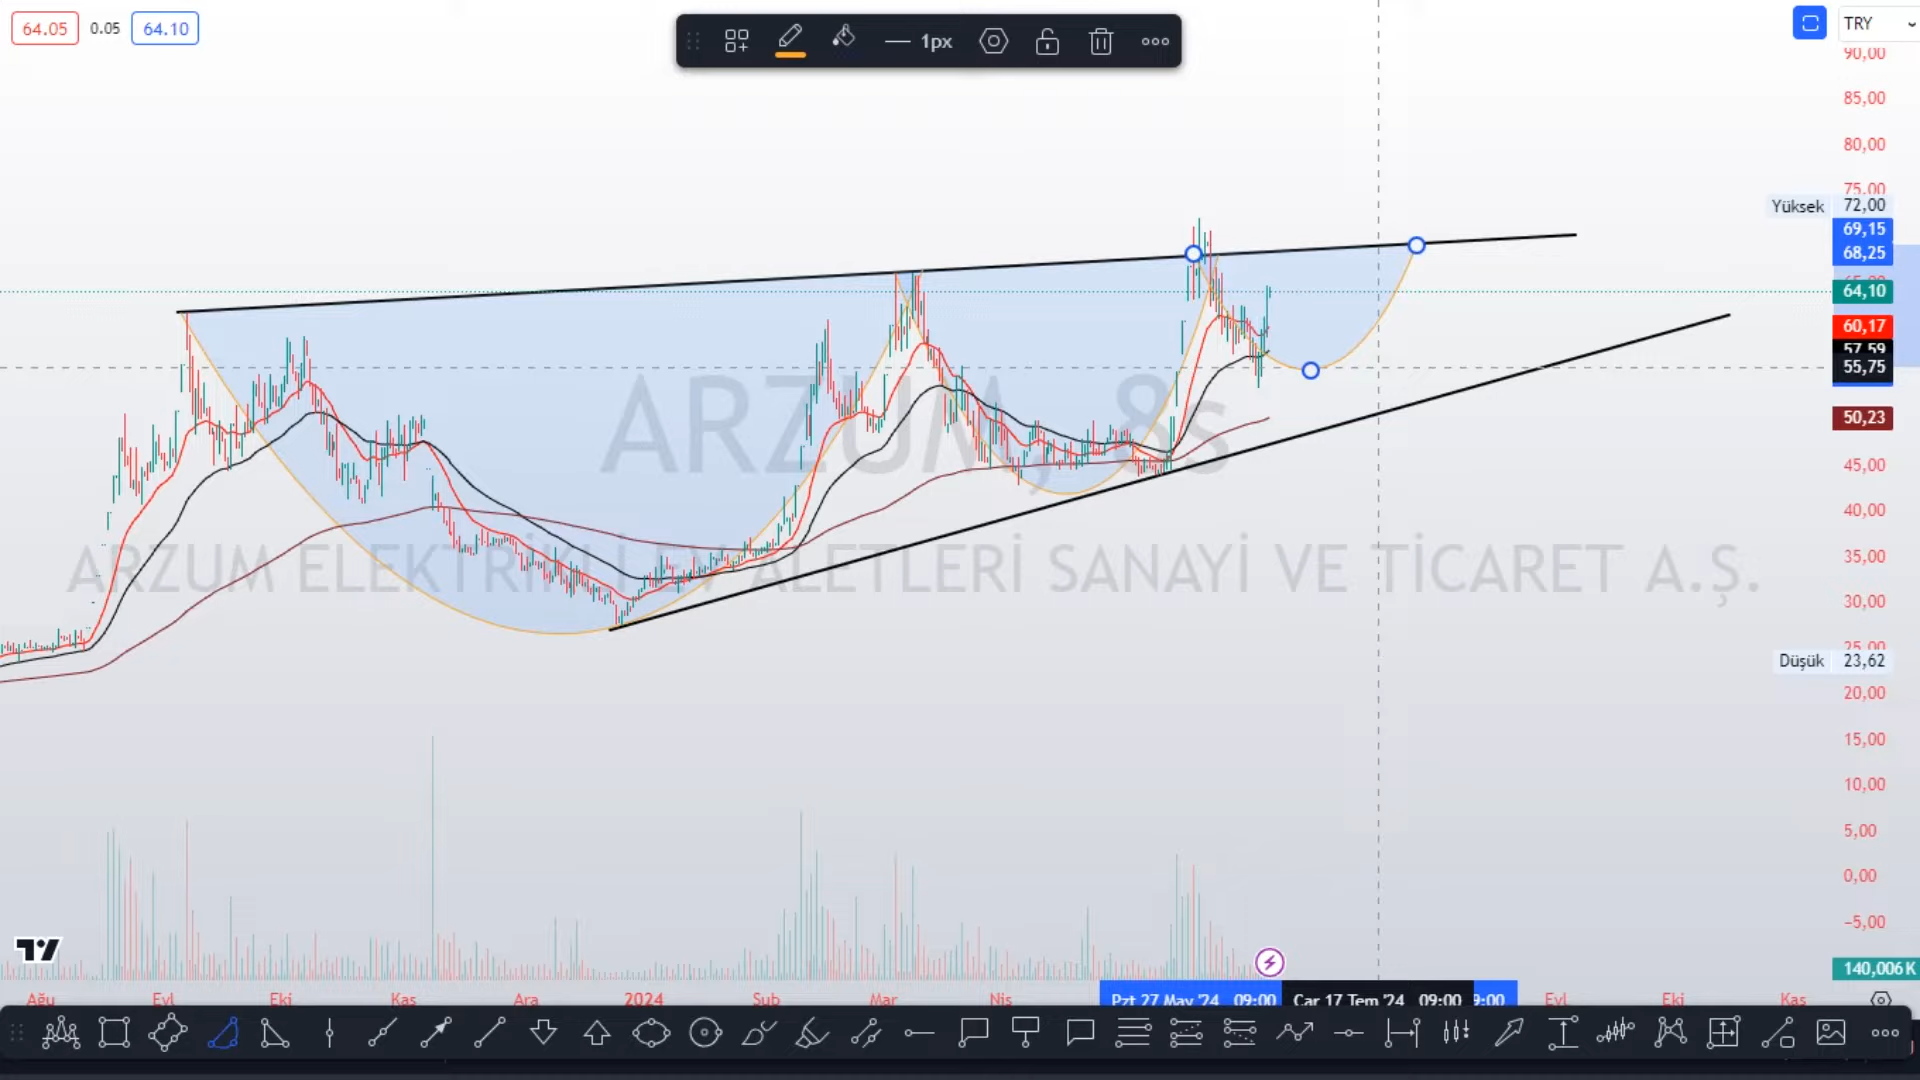 64.05 0.05 64.10
1px
TRY
90,00
85,00
80,00
75,00
Yüksek 72,00
69,15
68,25
64,10
60,17
57,59
55,75
50,23
45,00
40,00
35,00
30,00
25,00
Düşük 23,62
20,00
15,00
10,00
5,00
0,00
−5,00
140,006 K
ARZUM, 8s
ARZUM ELEKTRİKLİ EV ALETLERİ SANAYİ VE TİCARET A.Ş.
Ağu Eyl Eki Kas Ara 2024 Şub Mar Nis Pzt 27 May '24 09:00 Çar 17 Tem '24 09:00 9:00 Eyl Eki Kas